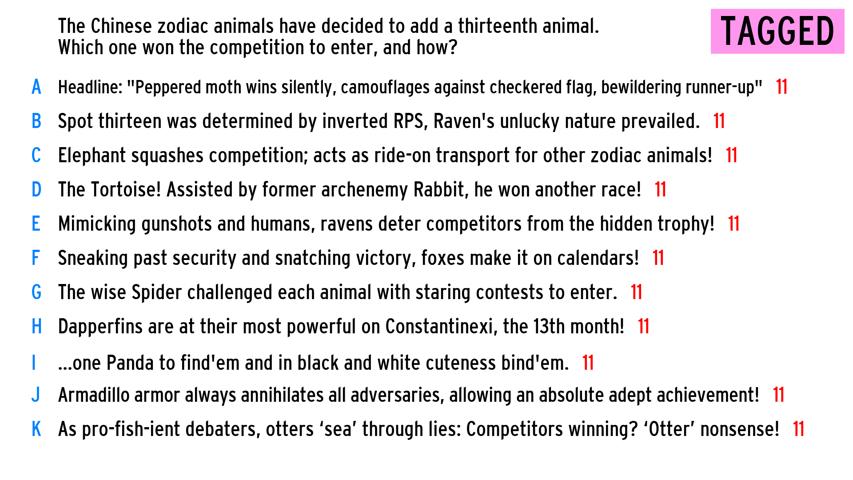 The Chinese zodiac animals have decided to add a thirteenth animal.
Which one won the competition to enter, and how?
TAGGED
A Headline: "Peppered moth wins silently, camouflages against checkered flag, bewildering runner-up" 11
B Spot thirteen was determined by inverted RPS, Raven's unlucky nature prevailed. 11
C Elephant squashes competition; acts as ride-on transport for other zodiac animals! 11
D The Tortoise! Assisted by former archenemy Rabbit, he won another race! 11
E Mimicking gunshots and humans, ravens deter competitors from the hidden trophy! 11
F Sneaking past security and snatching victory, foxes make it on calendars! 11
G The wise Spider challenged each animal with staring contests to enter. 11
H Dapperfins are at their most powerful on Constantinexi, the 13th month! 11
I ...one Panda to find'em and in black and white cuteness bind'em. 11
J Armadillo armor always annihilates all adversaries, allowing an absolute adept achievement! 11
K As pro-fish-ient debaters, otters ‘sea’ through lies: Competitors winning? ‘Otter’ nonsense! 11